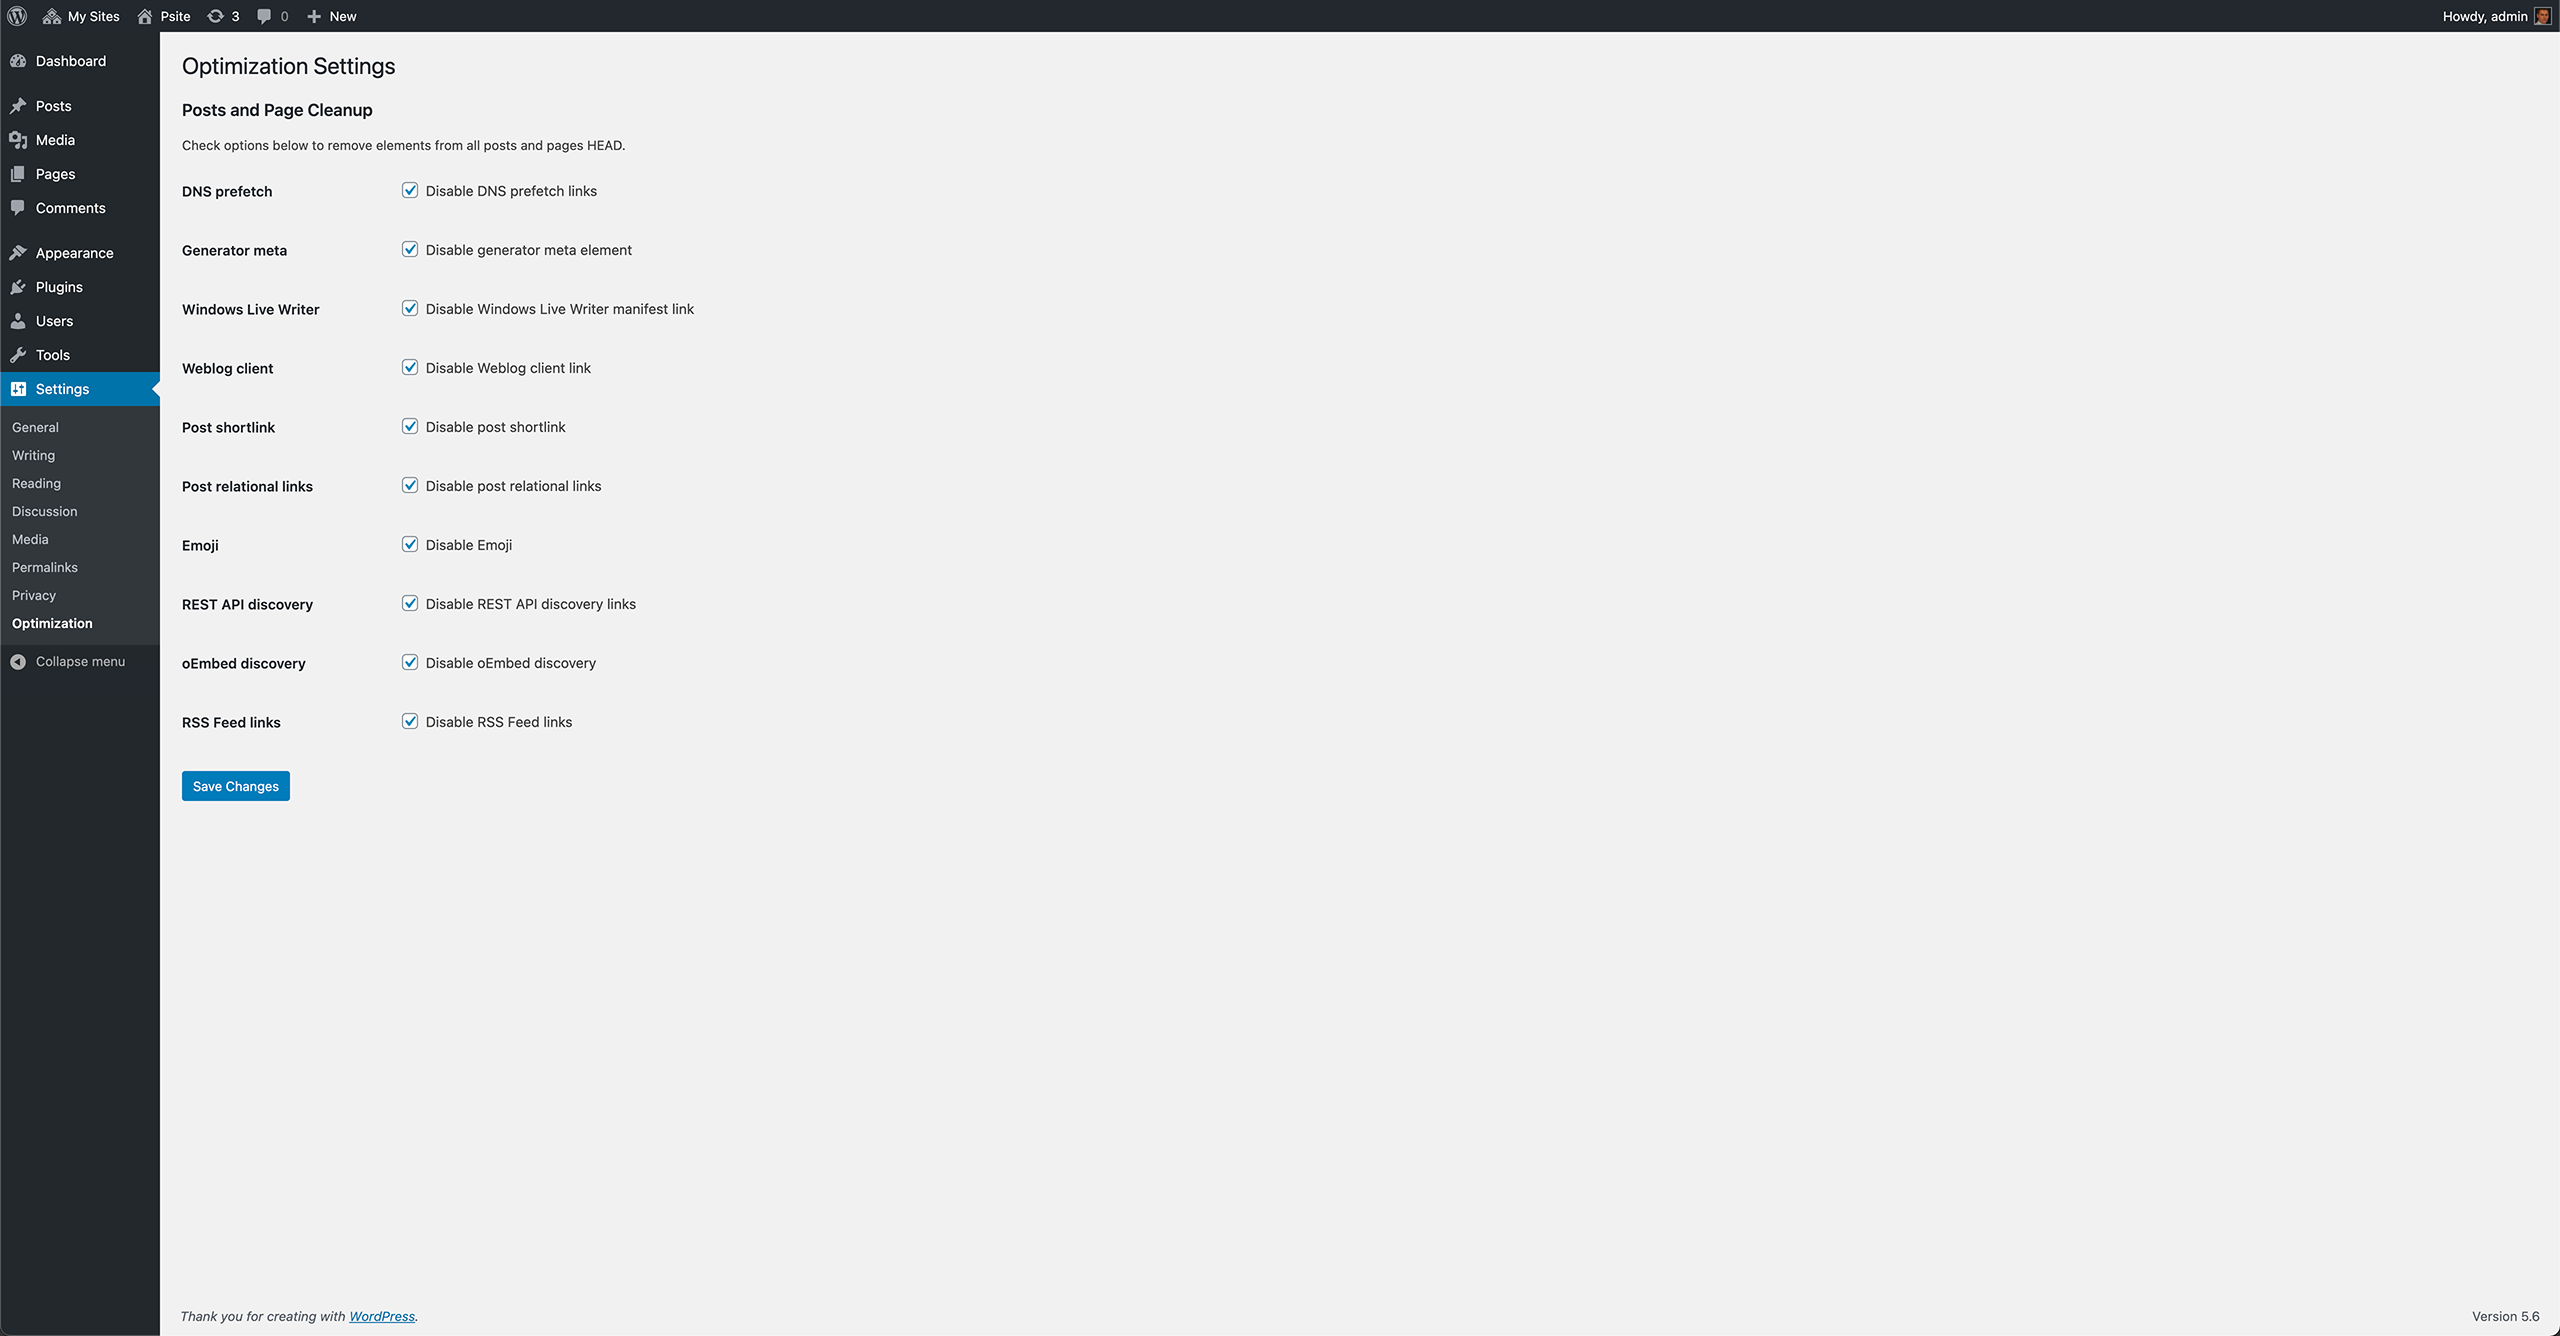 My Sites Psite 3 0 New Howdy, admin
Dashboard
Posts
Media
Pages
Comments
Appearance
Plugins
Users
Tools
Settings
General
Writing
Reading
Discussion
Media
Permalinks
Privacy
Optimization
Collapse menu
Optimization Settings
Posts and Page Cleanup
Check options below to remove elements from all posts and pages HEAD.
DNS prefetch Disable DNS prefetch links
Generator meta Disable generator meta element
Windows Live Writer Disable Windows Live Writer manifest link
Weblog client Disable Weblog client link
Post shortlink Disable post shortlink
Post relational links Disable post relational links
Emoji Disable Emoji
REST API discovery Disable REST API discovery links
oEmbed discovery Disable oEmbed discovery
RSS Feed links Disable RSS Feed links
Save Changes
Thank you for creating with WordPress. Version 5.6